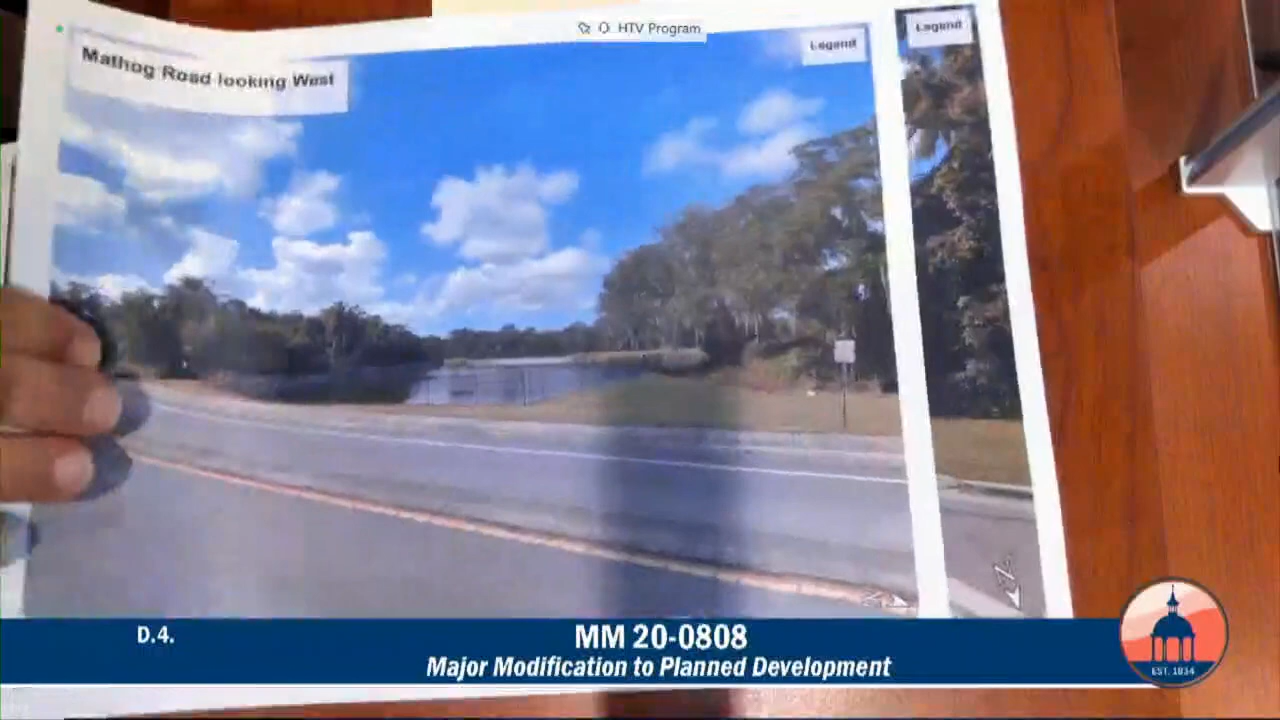 HTV Program
Legend
Legend
Mathog Road looking West
D.4.
MM 20-0808
Major Modification to Planned Development
EST. 1834